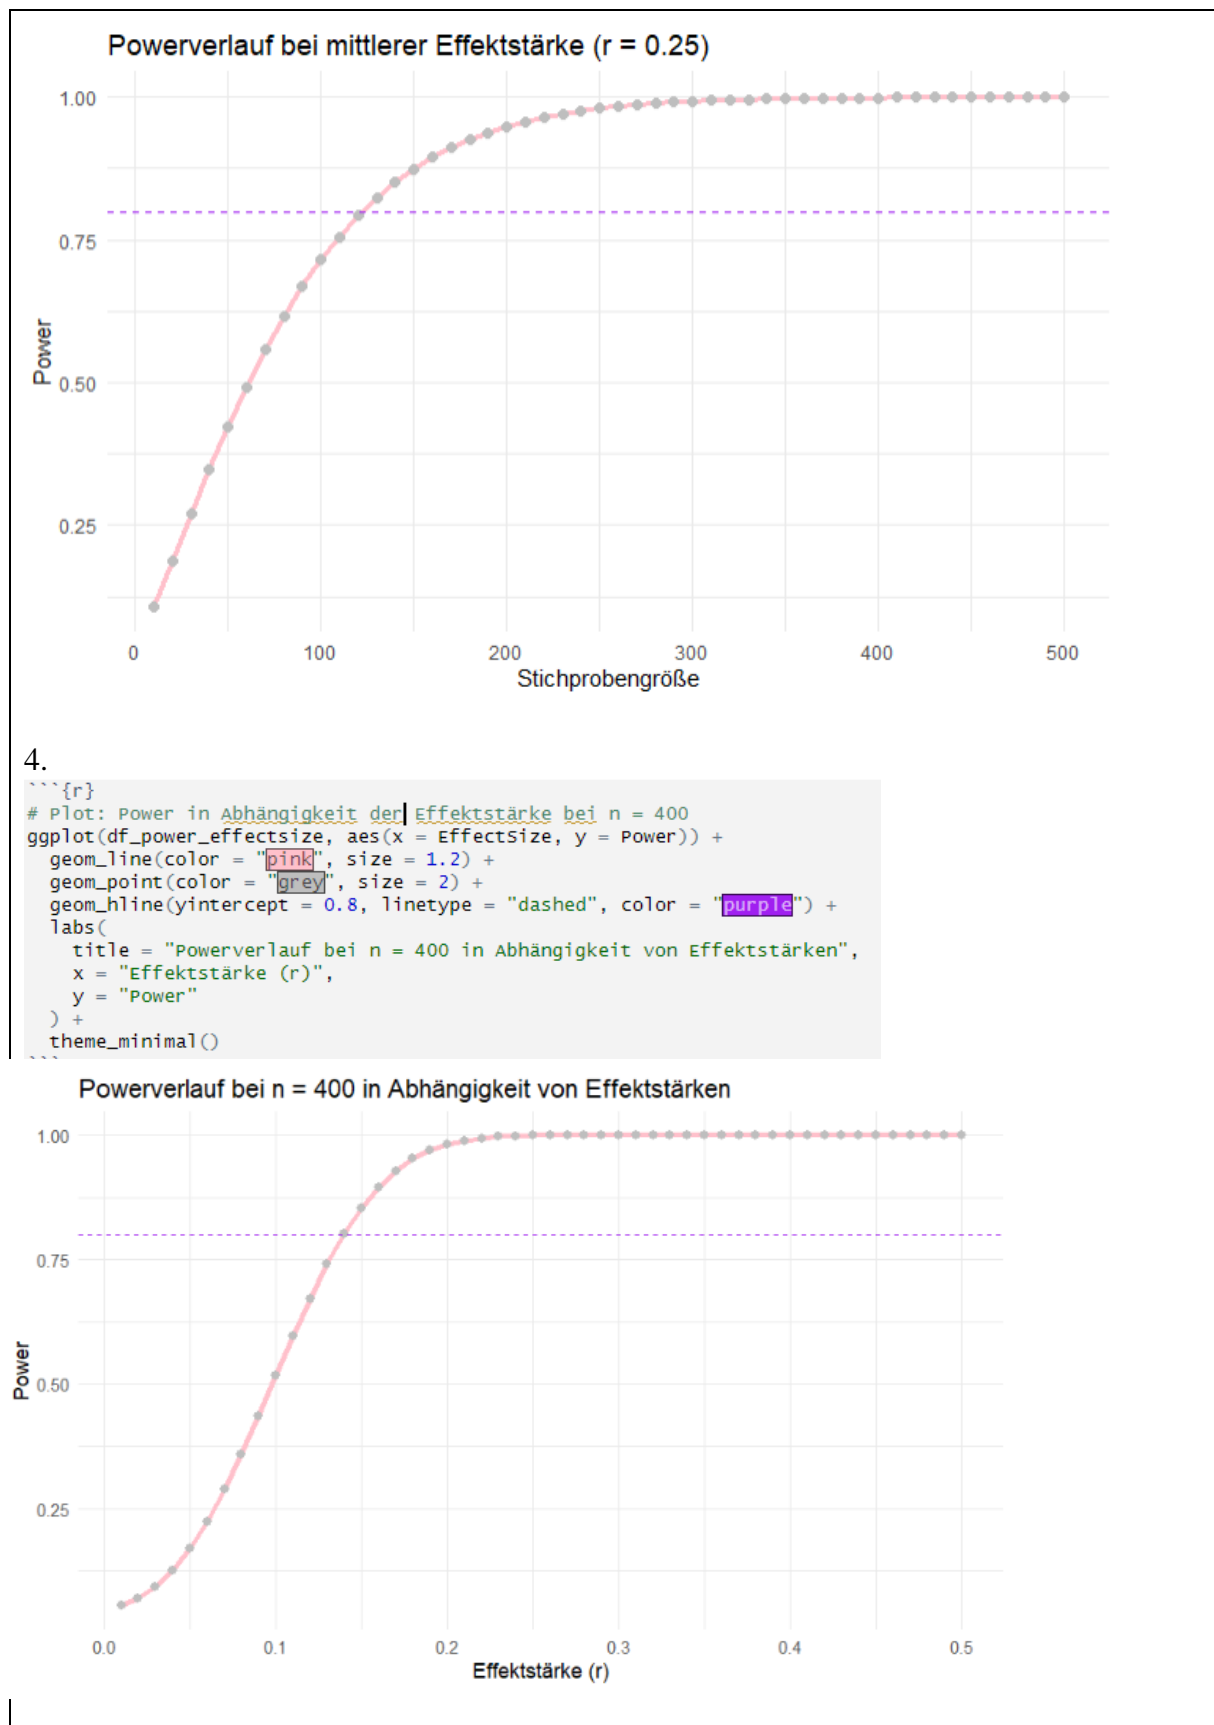 Powerverlauf bei mittlerer Effektstärke (r = 0.25)
1.00
0.75
0.50
0.25
Power
0 100 200 300 400 500
Stichprobengröße
4.
```{r}
# Plot: Power in Abhängigkeit der Effektstärke bei n = 400
ggplot(df_power_effectsize, aes(x = EffectSize, y = Power)) +
  geom_line(color = "pink", size = 1.2) +
  geom_point(color = "grey", size = 2) +
  geom_hline(yintercept = 0.8, linetype = "dashed", color = "purple") +
  labs(
    title = "Powerverlauf bei n = 400 in Abhängigkeit von Effektstärken",
    x = "Effektstärke (r)",
    y = "Power"
  ) +
  theme_minimal()
```
Powerverlauf bei n = 400 in Abhängigkeit von Effektstärken
1.00
0.75
0.50
0.25
Power
0.0 0.1 0.2 0.3 0.4 0.5
Effektstärke (r)